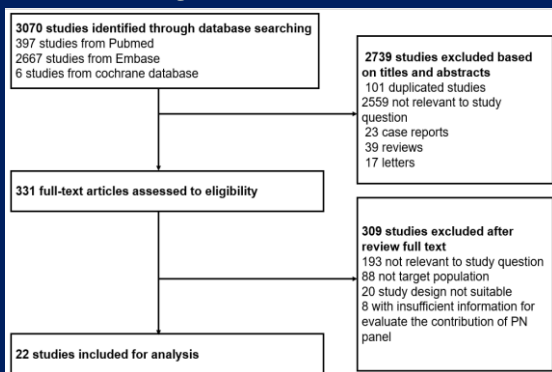 3070 studies identified through database searching
397 studies from Pubmed
2667 studies from Embase
6 studies from cochrane database
2739 studies excluded based
on titles and abstracts
101 duplicated studies
2559 not relevant to study
question
23 case reports
39 reviews
17 letters
331 full-text articles assessed to eligibility
309 studies excluded after
review full text
193 not relevant to study question
88 not target population
20 study design not suitable
8 with insufficient information for
evaluate the contribution of PN
panel
22 studies included for analysis